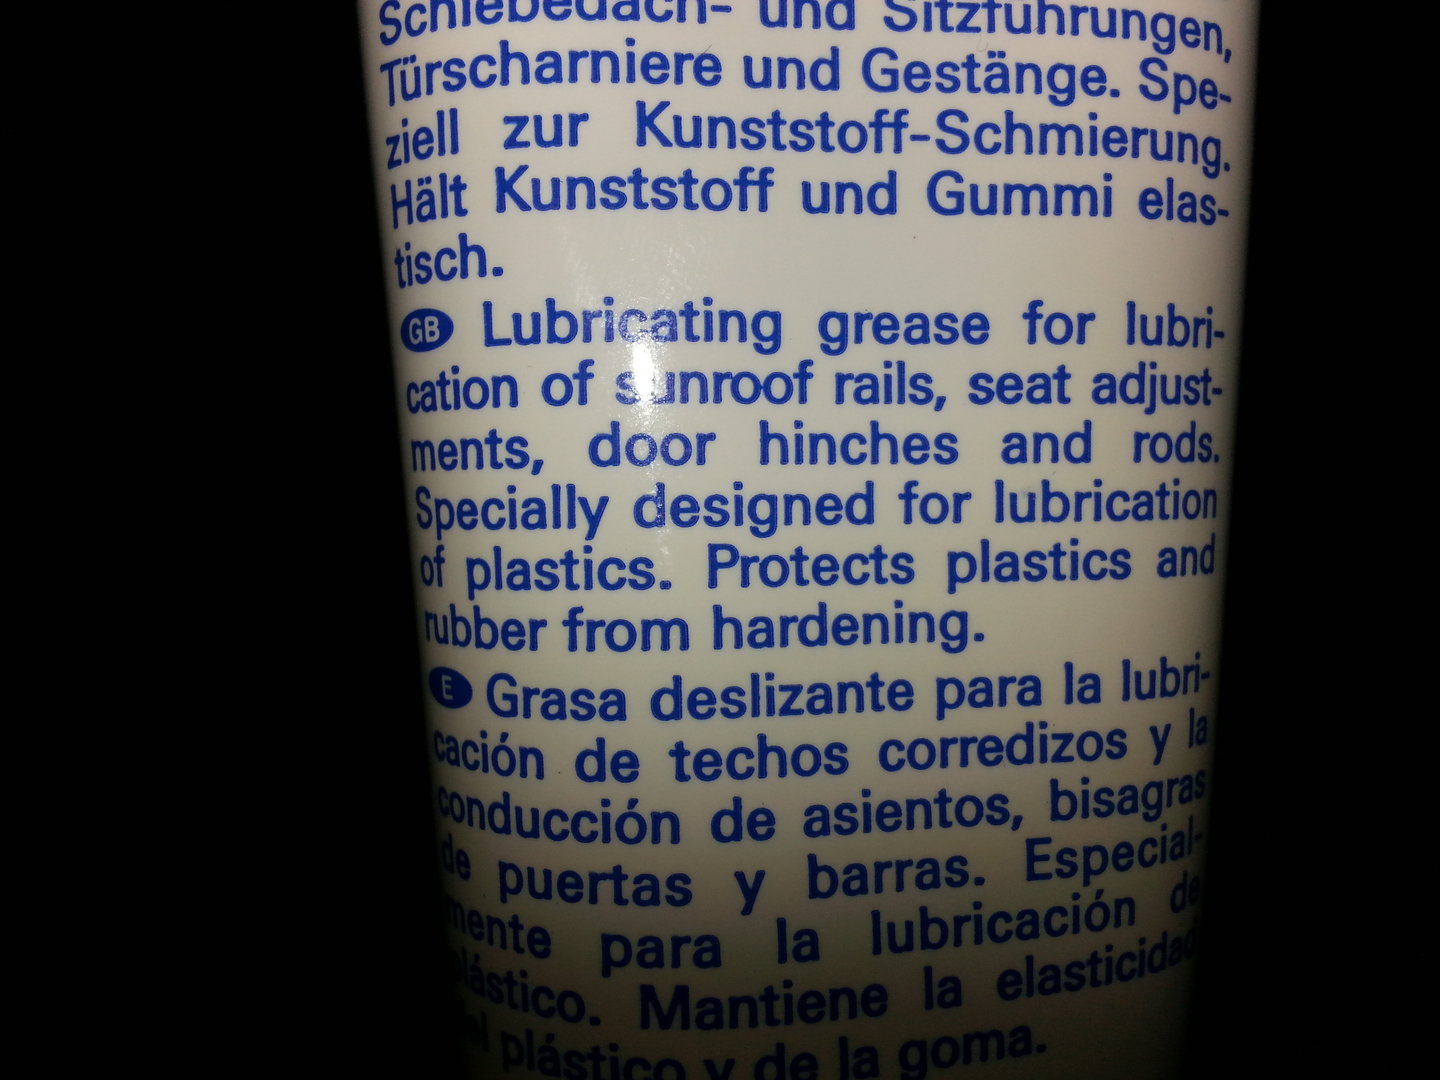 Schiebedach- und Sitzführungen,
Türscharniere und Gestänge. Spe-
ziell zur Kunststoff-Schmierung.
Hält Kunststoff und Gummi elas-
tisch.
GB Lubricating grease for lubri-
cation of sunroof rails, seat adjust-
ments, door hinches and rods.
Specially designed for lubrication
of plastics. Protects plastics and
rubber from hardening.
E Grasa deslizante para la lubri-
cación de techos corredizos y la
conducción de asientos, bisagras
de puertas y barras. Especial-
mente para la lubricación de
plástico. Mantiene la elasticidad
del plástico y de la goma.